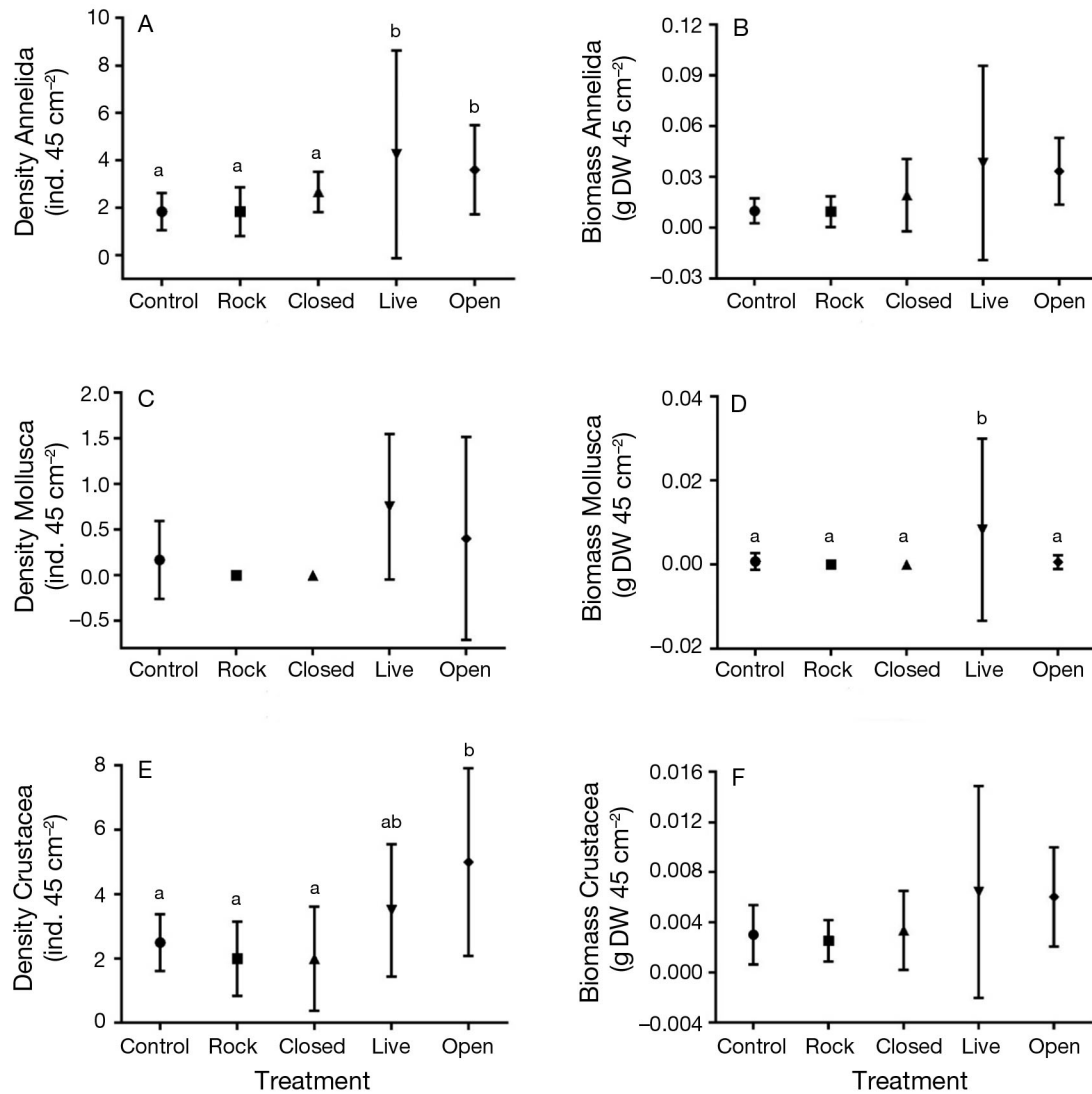 A
Density Annelida
(ind. 45 cm⁻²)
10
8
6
4
2
0
a
a
a
b
b
Control Rock Closed Live Open
B
Biomass Annelida
(g DW 45 cm⁻²)
0.12
0.09
0.06
0.03
0.00
–0.03
Control Rock Closed Live Open
C
Density Mollusca
(ind. 45 cm⁻²)
2.0
1.5
1.0
0.5
0.0
–0.5
Control Rock Closed Live Open
D
Biomass Mollusca
(g DW 45 cm⁻²)
0.04
0.02
0.00
–0.02
a
a
a
b
a
Control Rock Closed Live Open
E
Density Crustacea
(ind. 45 cm⁻²)
8
6
4
2
0
a
a
a
ab
b
Control Rock Closed Live Open
Treatment
F
Biomass Crustacea
(g DW 45 cm⁻²)
0.016
0.012
0.008
0.004
0.000
–0.004
Control Rock Closed Live Open
Treatment